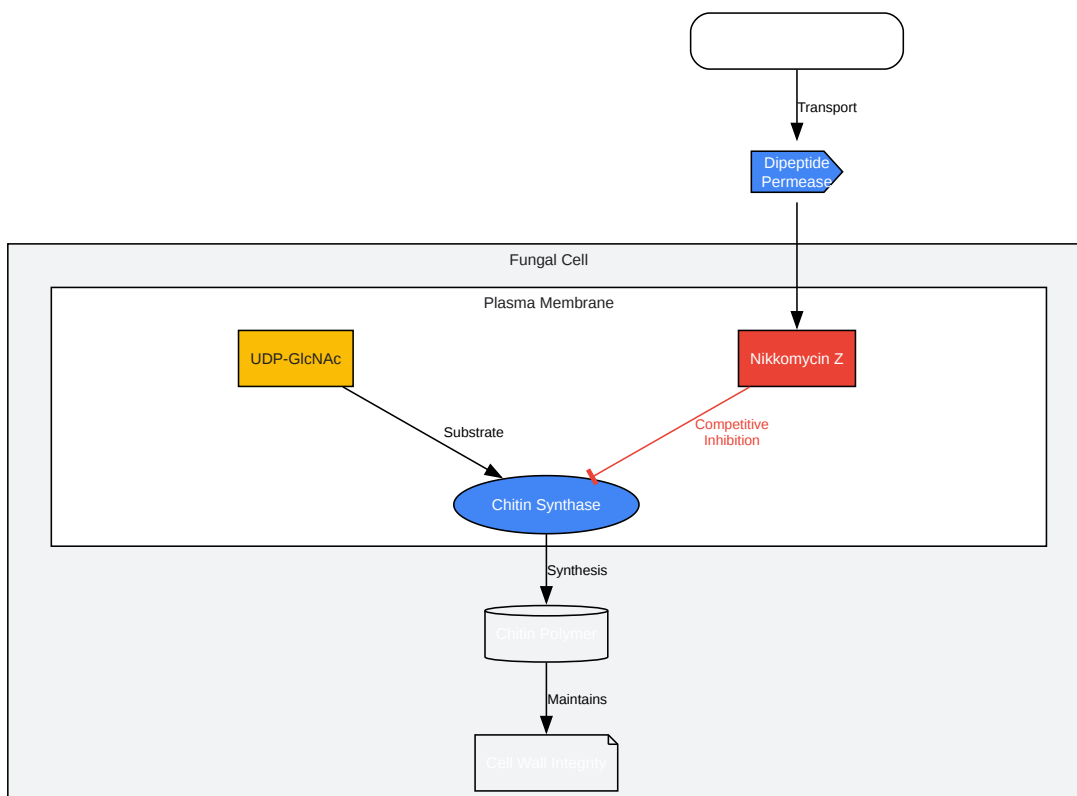 Transport
Dipeptide
Permease
Fungal Cell
Plasma Membrane
UDP-GlcNAc
Nikkomycin Z
Substrate
Competitive
Inhibition
Chitin Synthase
Synthesis
Chitin Polymer
Maintains
Cell Wall Integrity